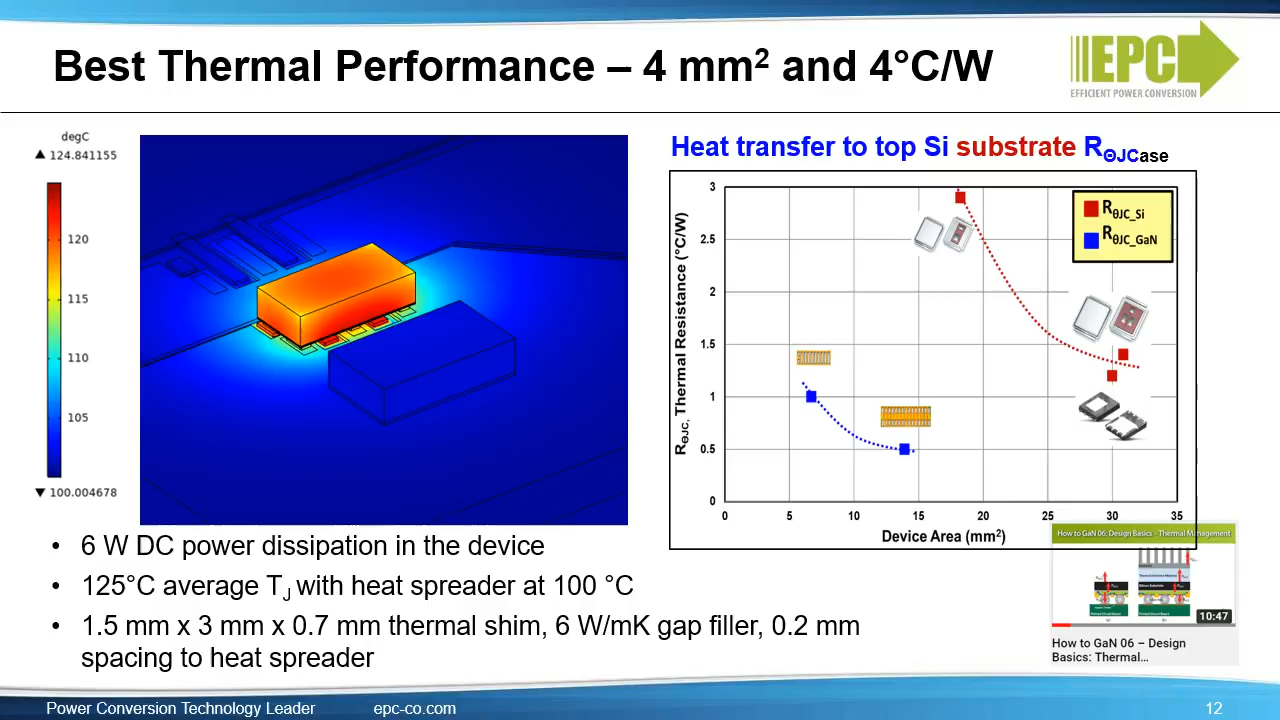 Best Thermal Performance – 4 mm² and 4°C/W
EPC
EFFICIENT POWER CONVERSION
degC
▲ 124.841155
120
115
110
105
▼ 100.004678
Heat transfer to top Si substrate RΘJCase
RθJC, Thermal Resistance (°C/W)
3
2.5
2
1.5
1
0.5
0
0 5 10 15 20 25 30 35
Device Area (mm²)
RθJC_Si
RθJC_GaN
• 6 W DC power dissipation in the device
• 125°C average TJ with heat spreader at 100 °C
• 1.5 mm x 3 mm x 0.7 mm thermal shim, 6 W/mK gap filler, 0.2 mm
spacing to heat spreader
How to GaN 06: Design Basics - Thermal Management
10:47
How to GaN 06 – Design
Basics: Thermal...
Power Conversion Technology Leader epc-co.com 12